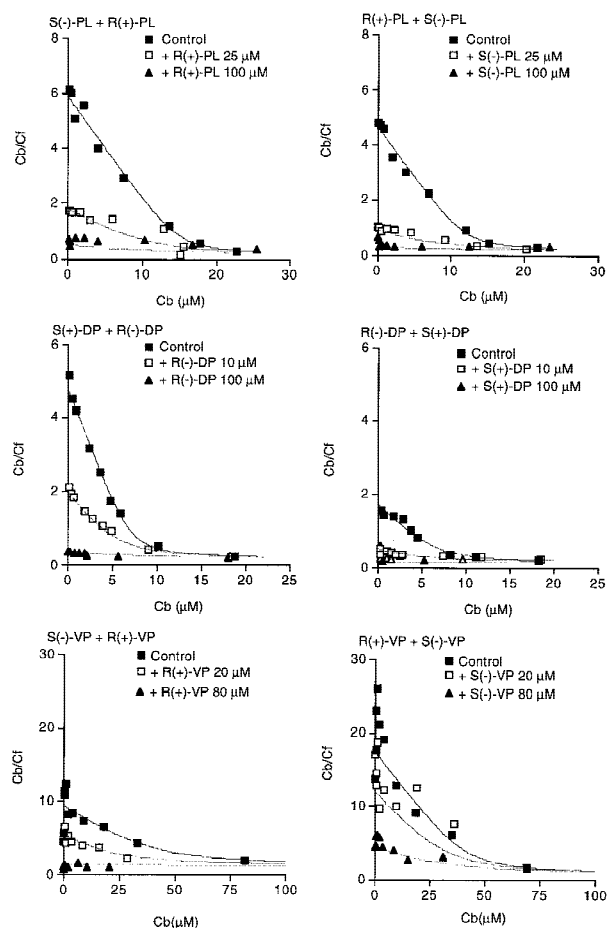 S(-)-PL + R(+)-PL
■ Control
□ + R(+)-PL 25 µM
▲ + R(+)-PL 100 µM
8
6
4
2
0
Cb/Cf
0 10 20 30
Cb (µM)
R(+)-PL + S(-)-PL
■ Control
□ + S(-)-PL 25 µM
▲ + S(-)-PL 100 µM
8
6
4
2
0
Cb/Cf
0 10 20 30
Cb (µM)
S(+)-DP + R(-)-DP
■ Control
□ + R(-)-DP 10 µM
▲ + R(-)-DP 100 µM
6
4
2
0
Cb/Cf
0 5 10 15 20 25
Cb (µM)
R(-)-DP + S(+)-DP
■ Control
□ + S(+)-DP 10 µM
▲ + S(+)-DP 100 µM
6
4
2
0
Cb/Cf
0 5 10 15 20 25
Cb (µM)
S(-)-VP + R(+)-VP
■ Control
□ + R(+)-VP 20 µM
▲ + R(+)-VP 80 µM
30
20
10
0
Cb/Cf
0 25 50 75 100
Cb(µM)
R(+)-VP + S(-)-VP
■ Control
□ + S(-)-VP 20 µM
▲ + S(-)-VP 80 µM
30
20
10
0
Cb/Cf
0 25 50 75 100
Cb(µM)